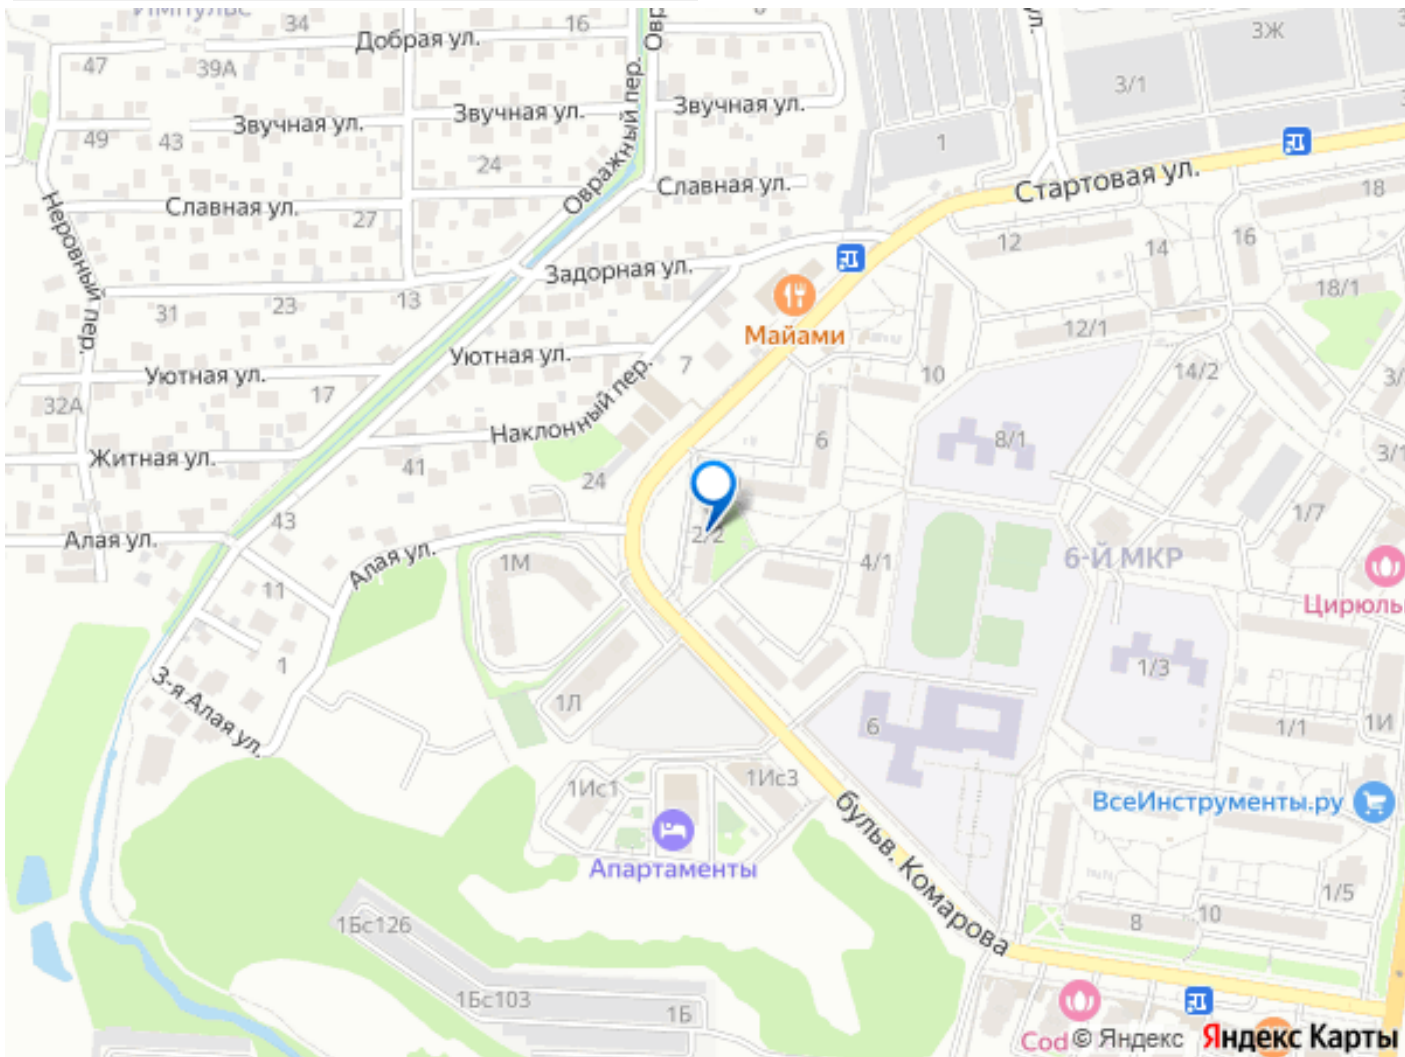 34
16
Добрая ул.
47
39А
3Ж
3/1
Звучная ул.
Звучная ул.
Звучная ул.
49
43
24
1
Овражный пер.
Славная ул.
Славная ул.
27
Стартовая ул.
18
Неровный пер.
12
14
16
Задорная ул.
31
23
13
18/1
Майами
12/1
Уютная ул.
Уютная ул.
7
10
14/2
17
32А
Наклонный пер.
6
8/1
Житная ул.
41
24
1/7
43
Алая ул.
2/2
Алая ул.
1М
4/1
6-Й МКР
11
Цирюль
1
1/3
3-я Алая ул.
1Л
6
1/1
1И
1Ис1
1Ис3
ВсеИнструменты.ру
бульв. Комарова
Апартаменты
1/5
8
10
1Бс126
1Бс103
1Б
Cod
© Яндекс
Яндекс Карты